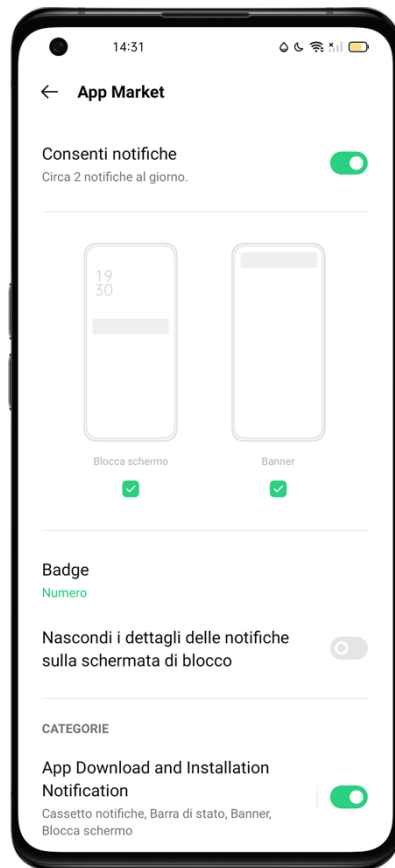 14:31
App Market
Consenti notifiche
Circa 2 notifiche al giorno.
19
30
Blocca schermo
Banner
Badge
Numero
Nascondi i dettagli delle notifiche
sulla schermata di blocco
CATEGORIE
App Download and Installation
Notification
Cassetto notifiche, Barra di stato, Banner,
Blocca schermo